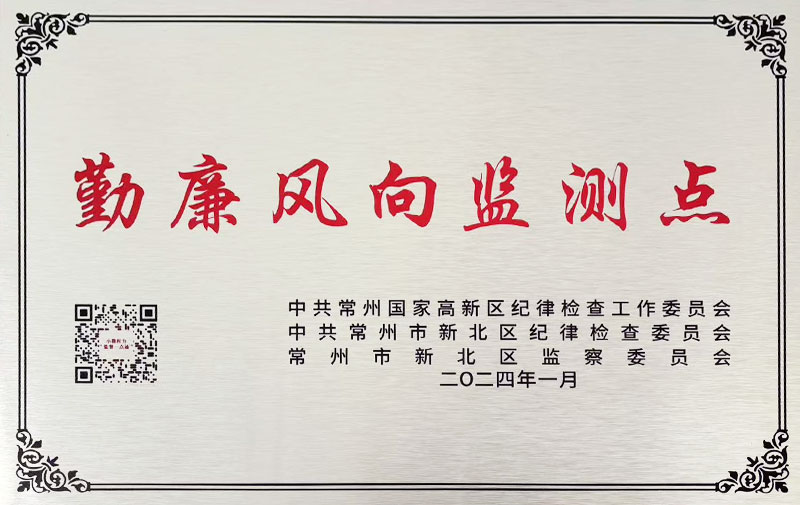 勤廉风向监测点
中共常州国家高新区纪律检查工作委员会
中共常州市新北区纪律检查委员会
常州市新北区监察委员会
二〇二四年一月